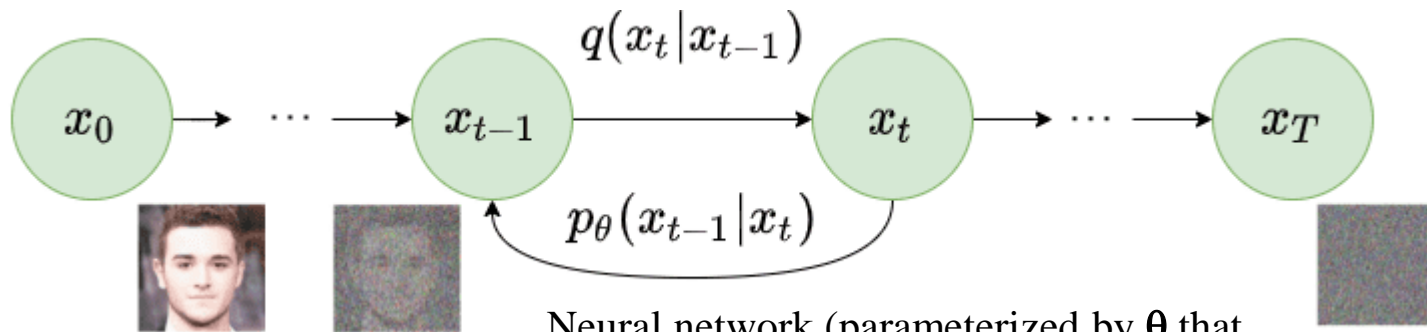 q(x_t|x_{t-1})
x_0 ··· x_{t-1} x_t ··· x_T
p_θ(x_{t-1}|x_t)
Neural network (parameterized by θ that